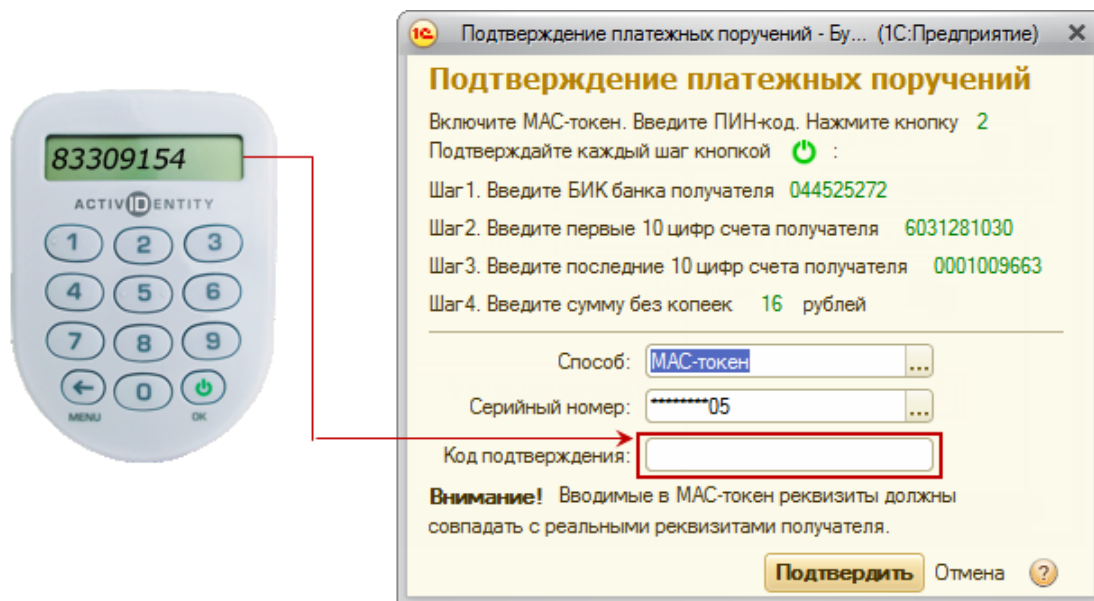 83309154
ACTIVIDENTITY
1 2 3
4 5 6
7 8 9
0
MENU OK
1С Подтверждение платежных поручений - Бу... (1С:Предприятие)
Подтверждение платежных поручений
Включите МАС-токен. Введите ПИН-код. Нажмите кнопку 2
Подтверждайте каждый шаг кнопкой :
Шаг1. Введите БИК банка получателя 044525272
Шаг2. Введите первые 10 цифр счета получателя 6031281030
Шаг3. Введите последние 10 цифр счета получателя 0001009663
Шаг4. Введите сумму без копеек 16 рублей
Способ: МАС-токен ...
Серийный номер: ********05 ...
Код подтверждения:
Внимание! Вводимые в МАС-токен реквизиты должны
совпадать с реальными реквизитами получателя.
Подтвердить Отмена ?